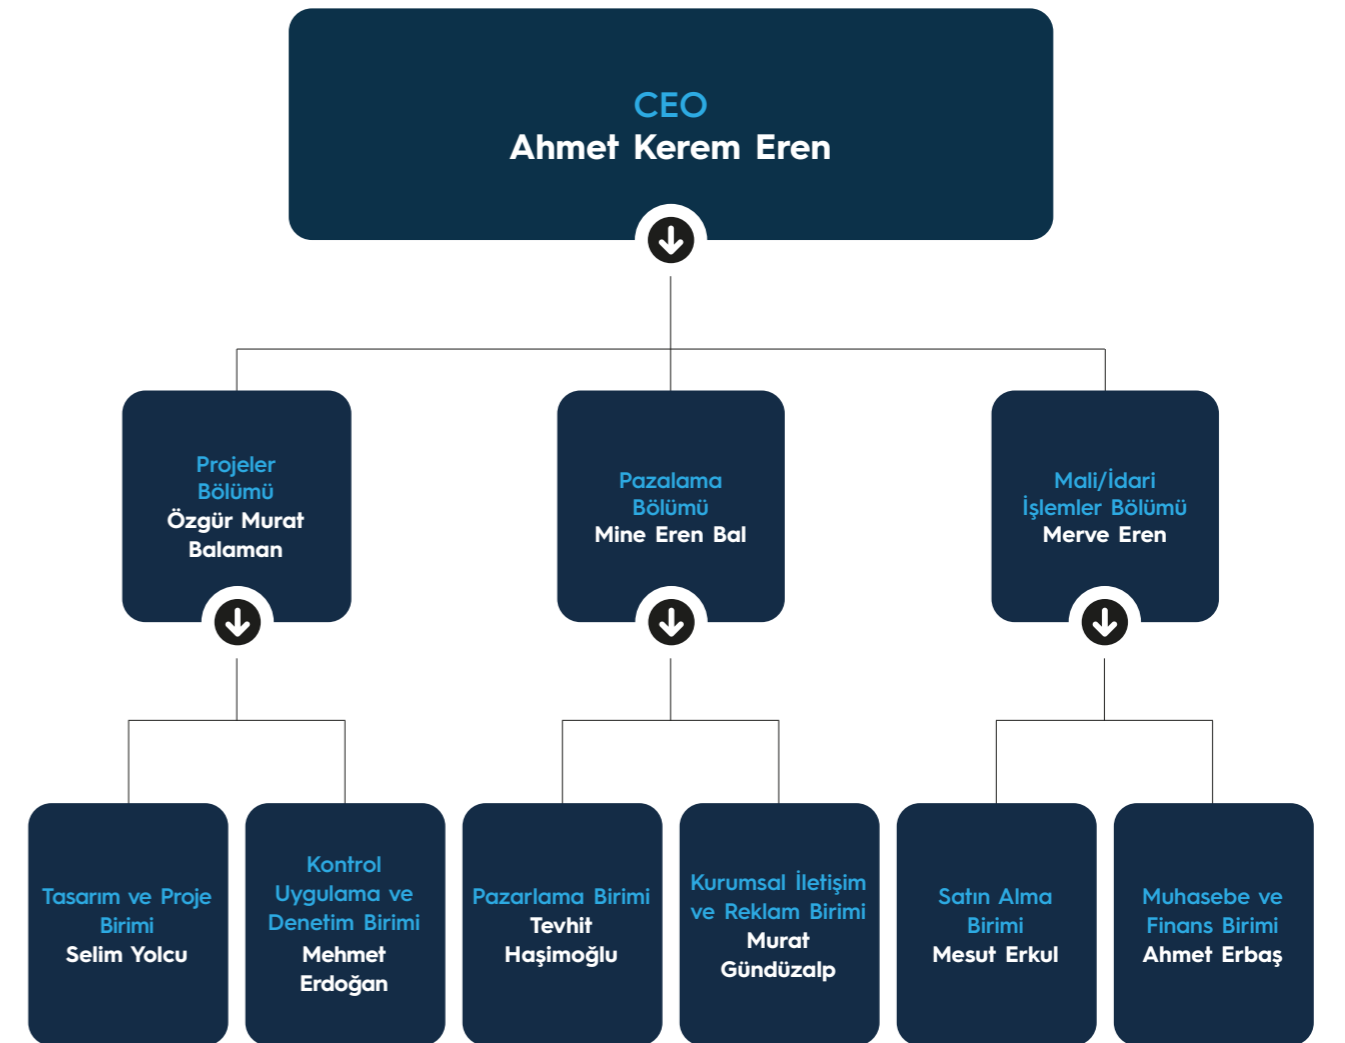 CEO
Ahmet Kerem Eren
Projeler
Bölümü
Özgür Murat
Balaman
Pazalama
Bölümü
Mine Eren Bal
Mali/İdari
İşlemler Bölümü
Merve Eren
Tasarım ve Proje
Birimi
Selim Yolcu
Kontrol
Uygulama ve
Denetim Birimi
Mehmet
Erdoğan
Pazarlama Birimi
Tevhit
Haşimoğlu
Kurumsal İletişim
ve Reklam Birimi
Murat
Gündüzalp
Satın Alma
Birimi
Mesut Erkul
Muhasebe ve
Finans Birimi
Ahmet Erbaş